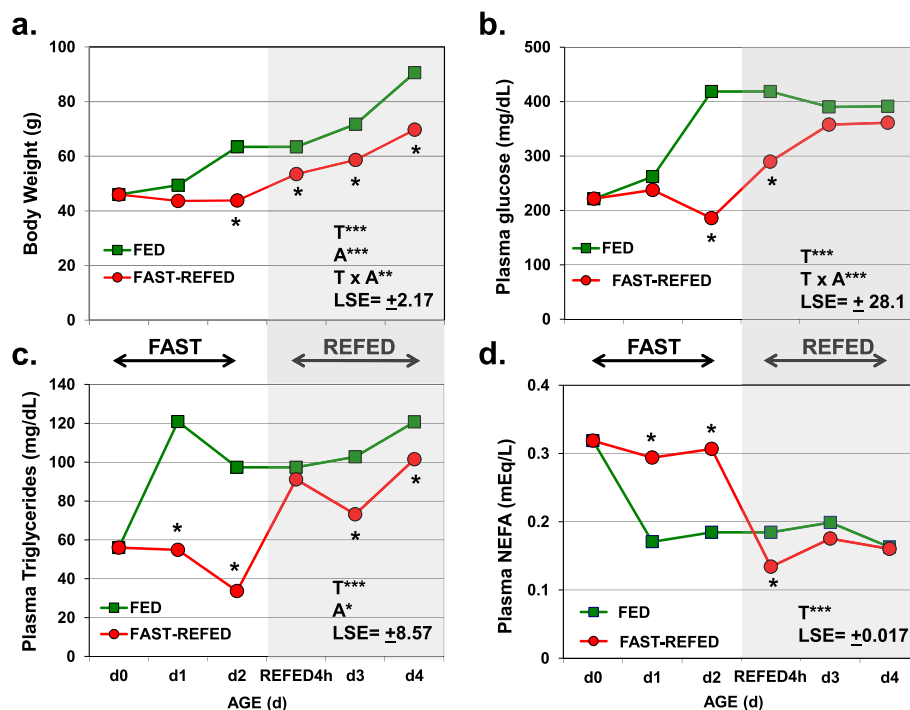 a.
Body Weight (g)
100
80
60
40
20
0
FED
FAST-REFED
T***
A***
T x A**
LSE= ±2.17
b.
Plasma glucose (mg/dL)
500
400
300
200
100
0
FED
FAST-REFED
T***
T x A***
LSE= ± 28.1
*
*
*
*
*
*
FAST
REFED
FAST
REFED
c.
Plasma Triglycerides (mg/dL)
140
120
100
80
60
40
20
0
*
*
*
*
FED
FAST-REFED
T***
A*
LSE= ±8.57
d0
d1
d2
REFED4h
d3
d4
AGE (d)
d.
Plasma NEFA (mEq/L)
0.4
0.3
0.2
0.1
0.0
*
*
*
FED
FAST-REFED
T***
LSE= ±0.017
d0
d1
d2
REFED4h
d3
d4
AGE (d)